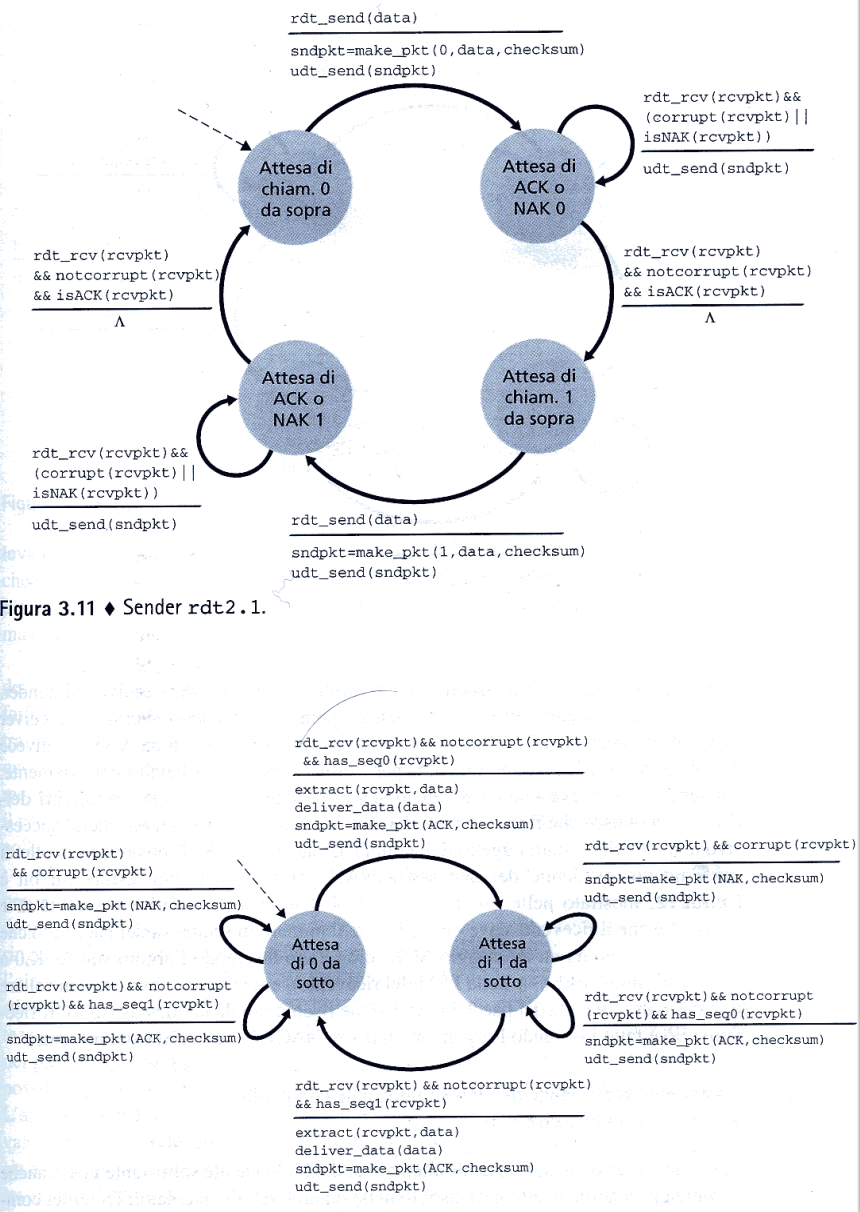 rdt_send(data)
sndpkt=make_pkt(0,data,checksum)
udt_send(sndpkt)
rdt_rcv(rcvpkt)&&
(corrupt(rcvpkt)||
isNAK(rcvpkt))
udt_send(sndpkt)
Attesa di
chiam. 0
da sopra
Attesa di
ACK o
NAK 0
rdt_rcv(rcvpkt)
&& notcorrupt(rcvpkt)
&& isACK(rcvpkt)
Λ
rdt_rcv(rcvpkt)
&& notcorrupt(rcvpkt)
&& isACK(rcvpkt)
Λ
Attesa di
ACK o
NAK 1
Attesa di
chiam. 1
da sopra
rdt_rcv(rcvpkt)&&
(corrupt(rcvpkt)||
isNAK(rcvpkt))
udt_send(sndpkt)
rdt_send(data)
sndpkt=make_pkt(1,data,checksum)
udt_send(sndpkt)
Figura 3.11 ♦ Sender rdt2.1.
rdt_rcv(rcvpkt)&& notcorrupt(rcvpkt)
&& has_seq0(rcvpkt)
extract(rcvpkt,data)
deliver_data(data)
sndpkt=make_pkt(ACK,checksum)
udt_send(sndpkt)
rdt_rcv(rcvpkt)
&& corrupt(rcvpkt)
sndpkt=make_pkt(NAK,checksum)
udt_send(sndpkt)
rdt_rcv(rcvpkt) && corrupt(rcvpkt)
sndpkt=make_pkt(NAK,checksum)
udt_send(sndpkt)
Attesa
di 0 da
sotto
Attesa
di 1 da
sotto
rdt_rcv(rcvpkt)&& notcorrupt
(rcvpkt)&& has_seq1(rcvpkt)
sndpkt=make_pkt(ACK,checksum)
udt_send(sndpkt)
rdt_rcv(rcvpkt)&& notcorrupt
(rcvpkt)&& has_seq0(rcvpkt)
sndpkt=make_pkt(ACK,checksum)
udt_send(sndpkt)
rdt_rcv(rcvpkt) && notcorrupt(rcvpkt)
&& has_seq1(rcvpkt)
extract(rcvpkt,data)
deliver_data(data)
sndpkt=make_pkt(ACK,checksum)
udt_send(sndpkt)